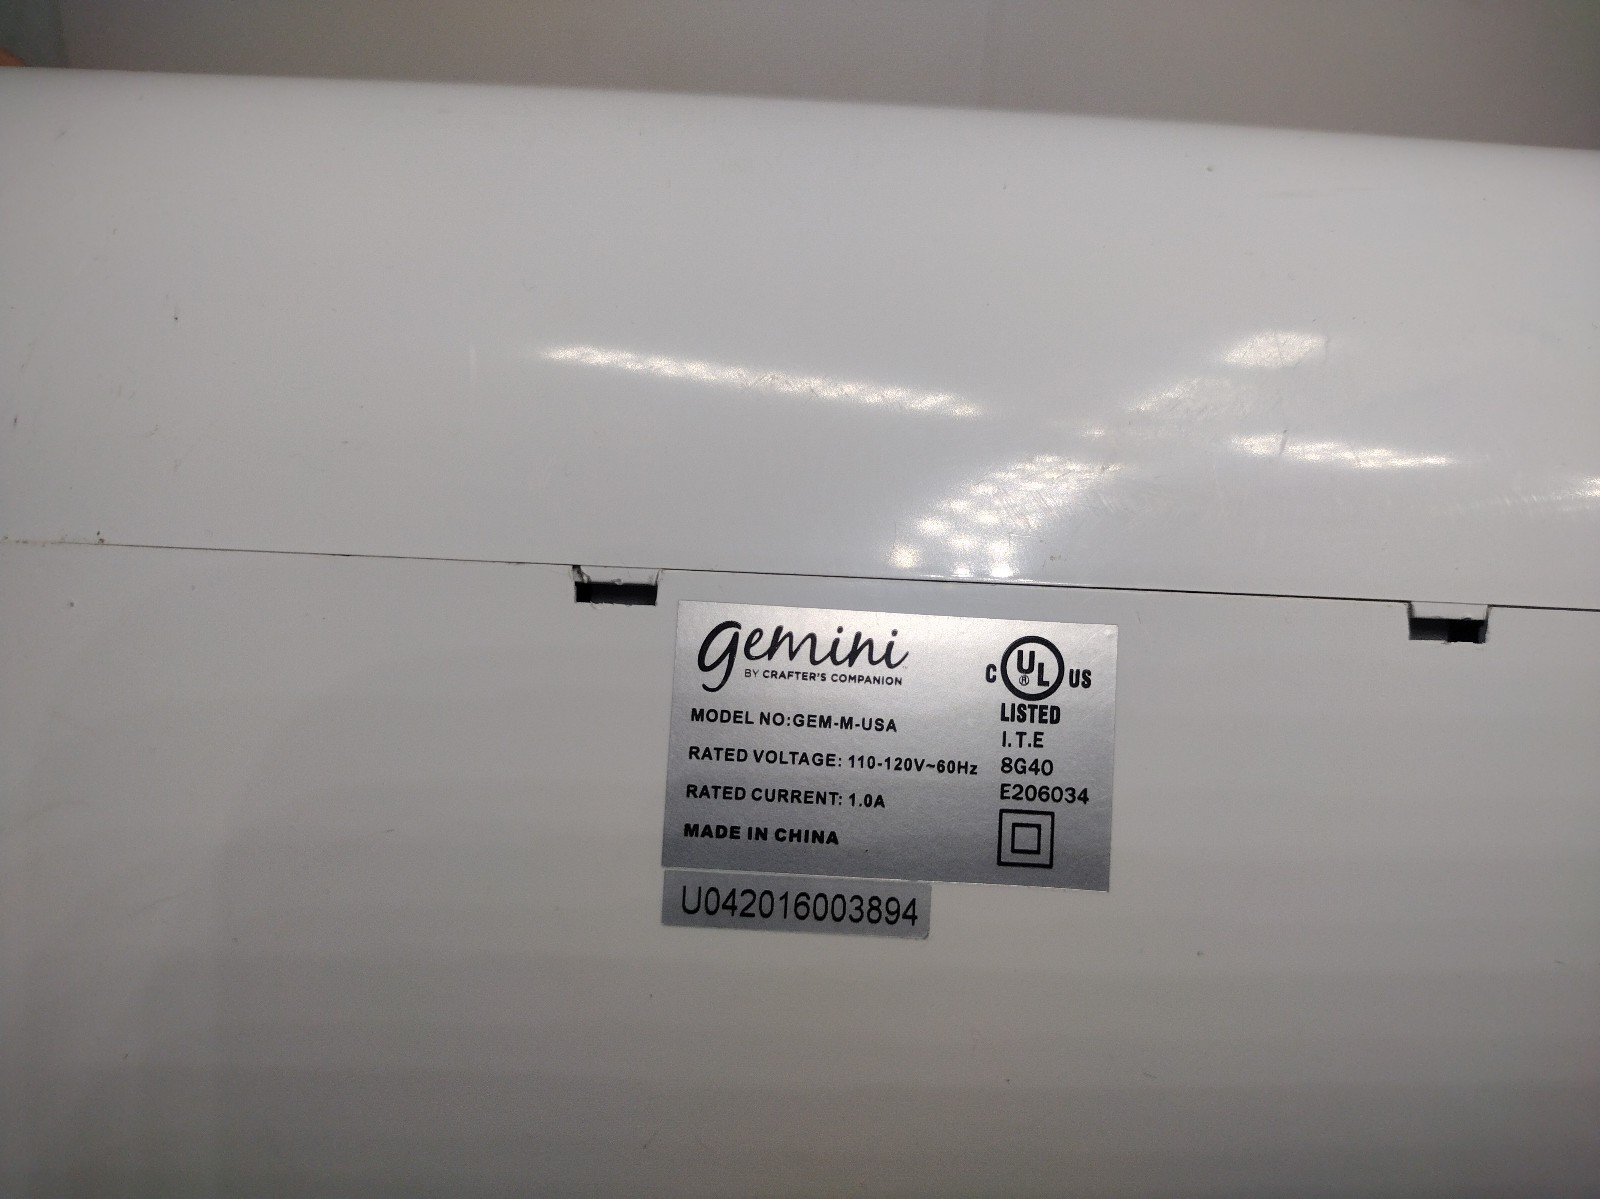 gemini
BY CRAFTER'S COMPANION
MODEL NO:GEM-M-USA
RATED VOLTAGE: 110-120V~60Hz
RATED CURRENT: 1.0A
MADE IN CHINA
C UL® US
LISTED
I.T.E
8G40
E206034
U042016003894